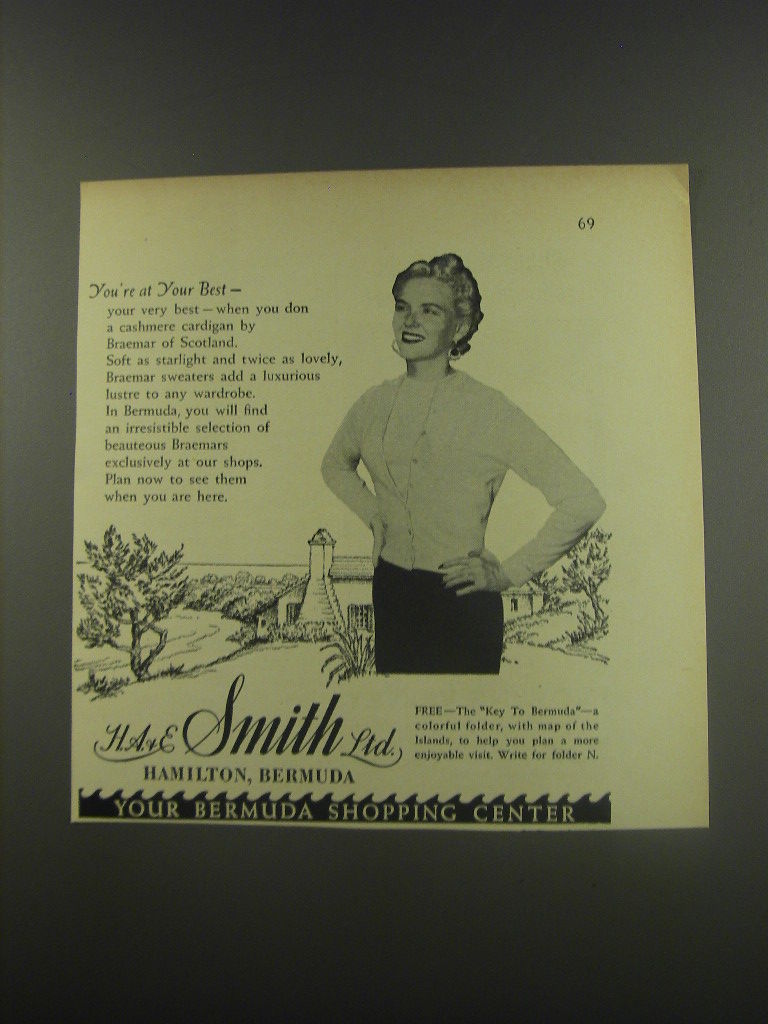 69
You're at Your Best —
your very best — when you don
a cashmere cardigan by
Braemar of Scotland.
Soft as starlight and twice as lovely,
Braemar sweaters add a luxurious
lustre to any wardrobe.
In Bermuda, you will find
an irresistible selection of
beauteous Braemars
exclusively at our shops.
Plan now to see them
when you are here.
H.A. & E. Smith Ltd.
HAMILTON, BERMUDA
FREE—The "Key To Bermuda"—a
colorful folder, with map of the
Islands, to help you plan a more
enjoyable visit. Write for folder N.
YOUR BERMUDA SHOPPING CENTER